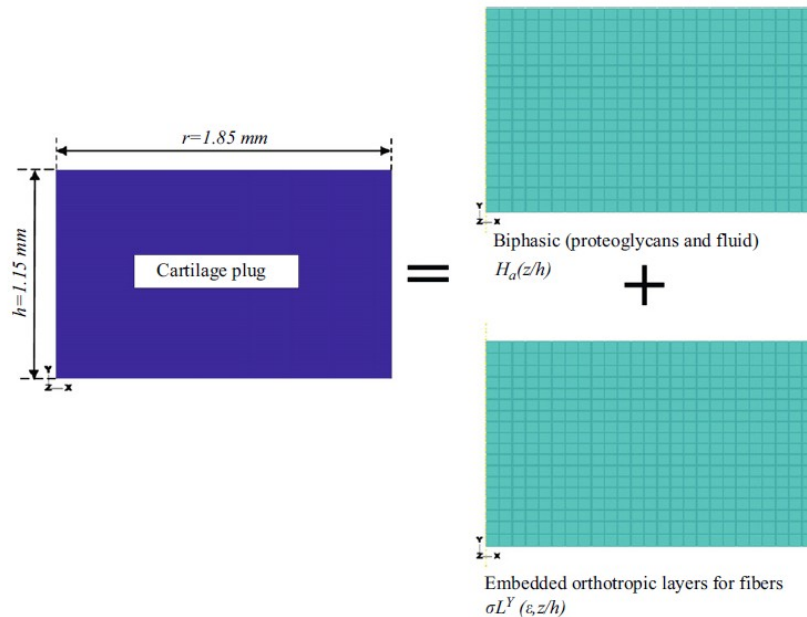 r=1.85 mm
h=1.15 mm
Cartilage plug
Y
Z X
=
Y
Z X
Biphasic (proteoglycans and fluid)
Hₐ(z/h)
+
Y
Z X
Embedded orthotropic layers for fibers
σLʸ (ε,z/h)